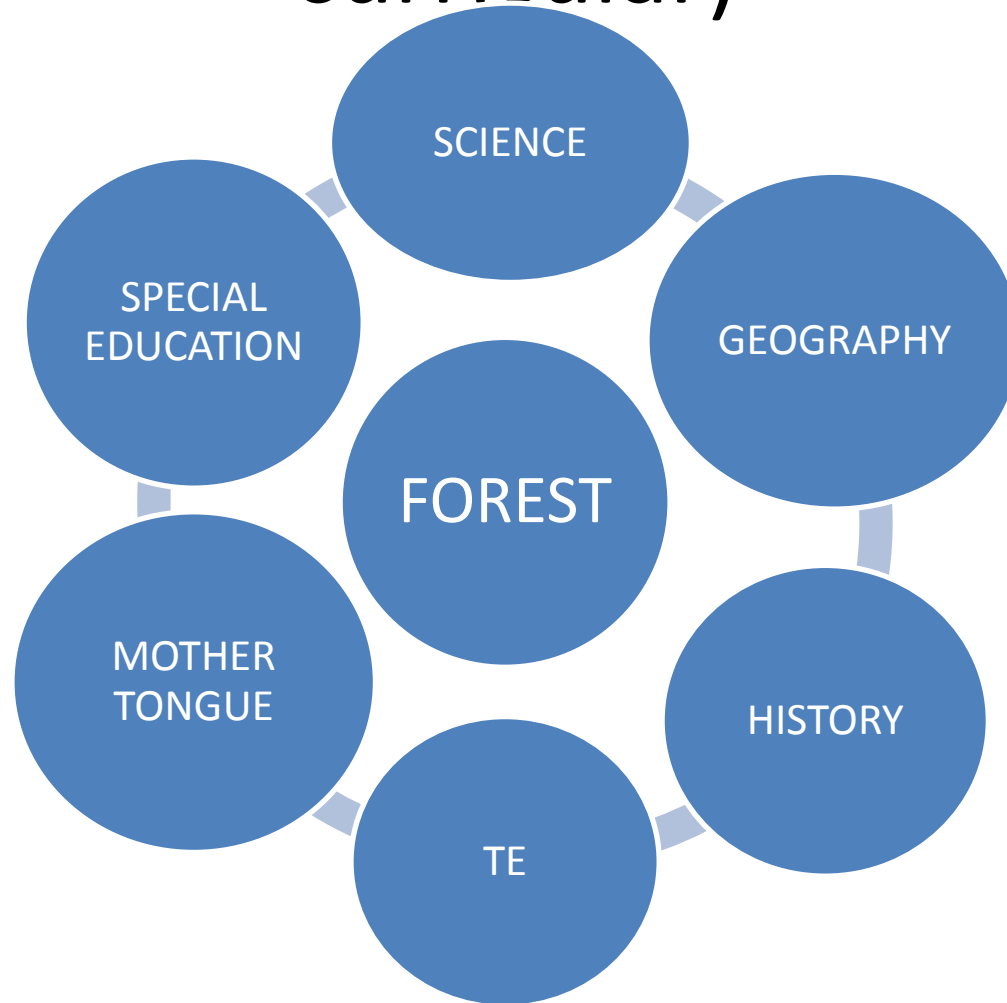 SCIENCE
GEOGRAPHY
HISTORY
TE
MOTHER
TONGUE
SPECIAL
EDUCATION
FOREST